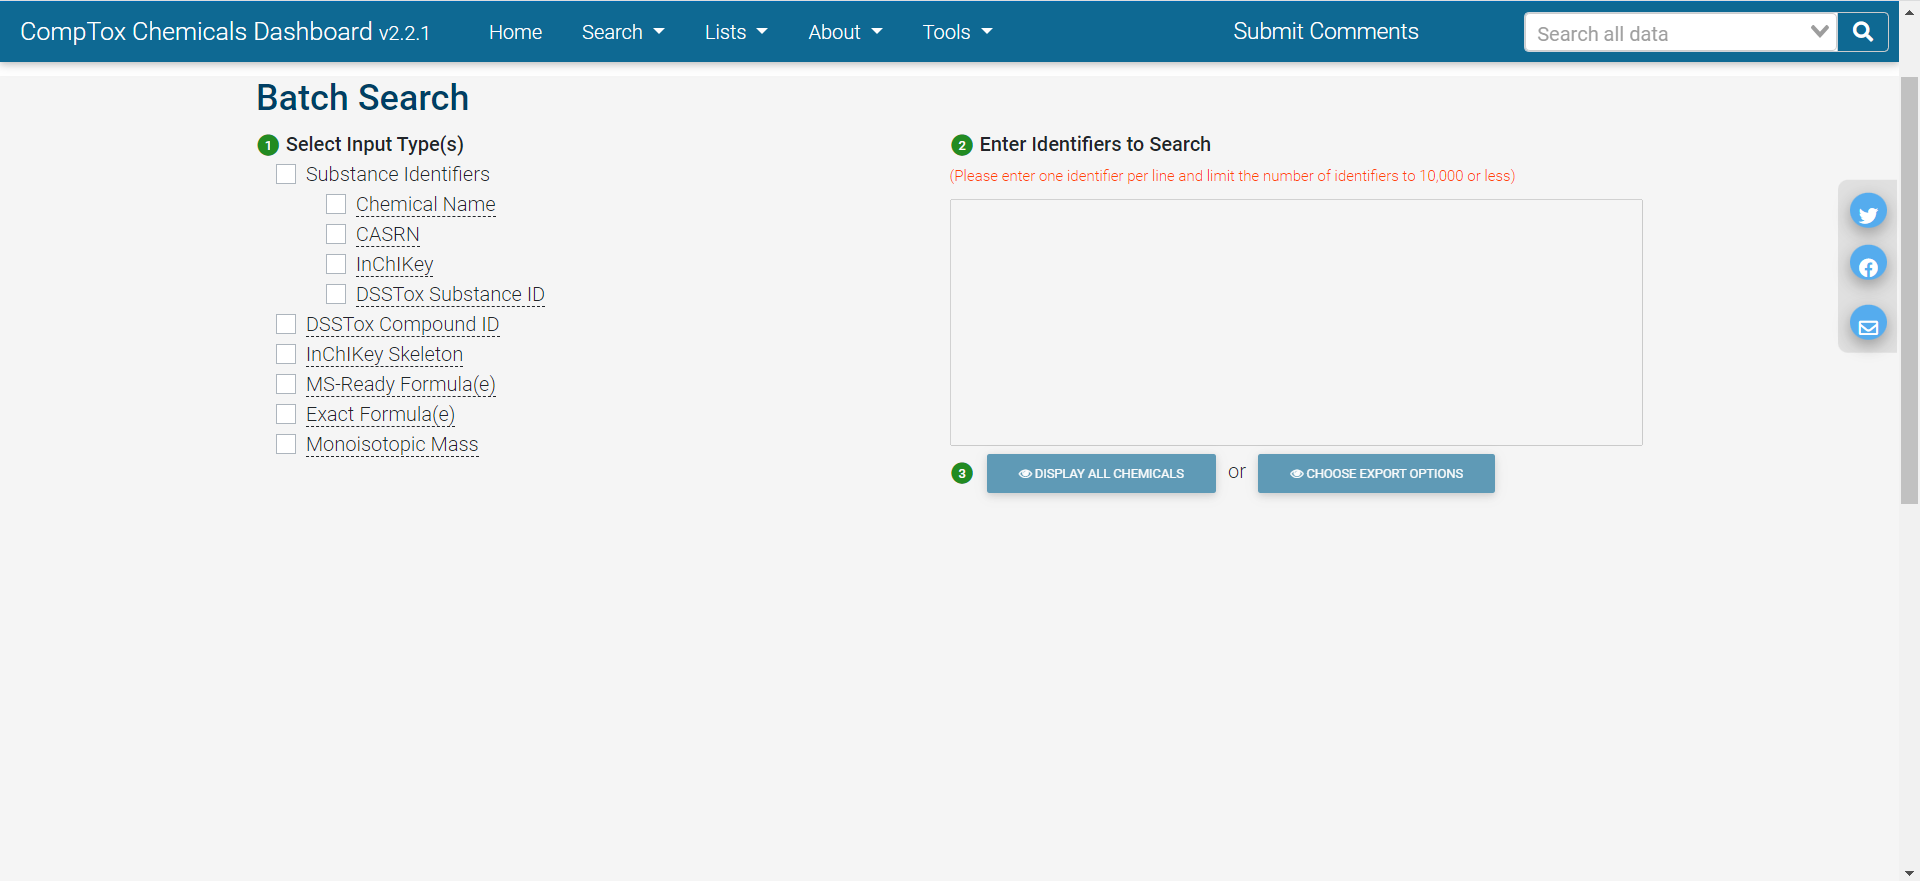 CompTox Chemicals Dashboard v2.2.1 Home Search Lists About Tools Submit Comments Search all data
Batch Search
1 Select Input Type(s)
Substance Identifiers
Chemical Name
CASRN
InChIKey
DSSTox Substance ID
DSSTox Compound ID
InChIKey Skeleton
MS-Ready Formula(e)
Exact Formula(e)
Monoisotopic Mass
2 Enter Identifiers to Search
(Please enter one identifier per line and limit the number of identifiers to 10,000 or less)
3 DISPLAY ALL CHEMICALS or CHOOSE EXPORT OPTIONS